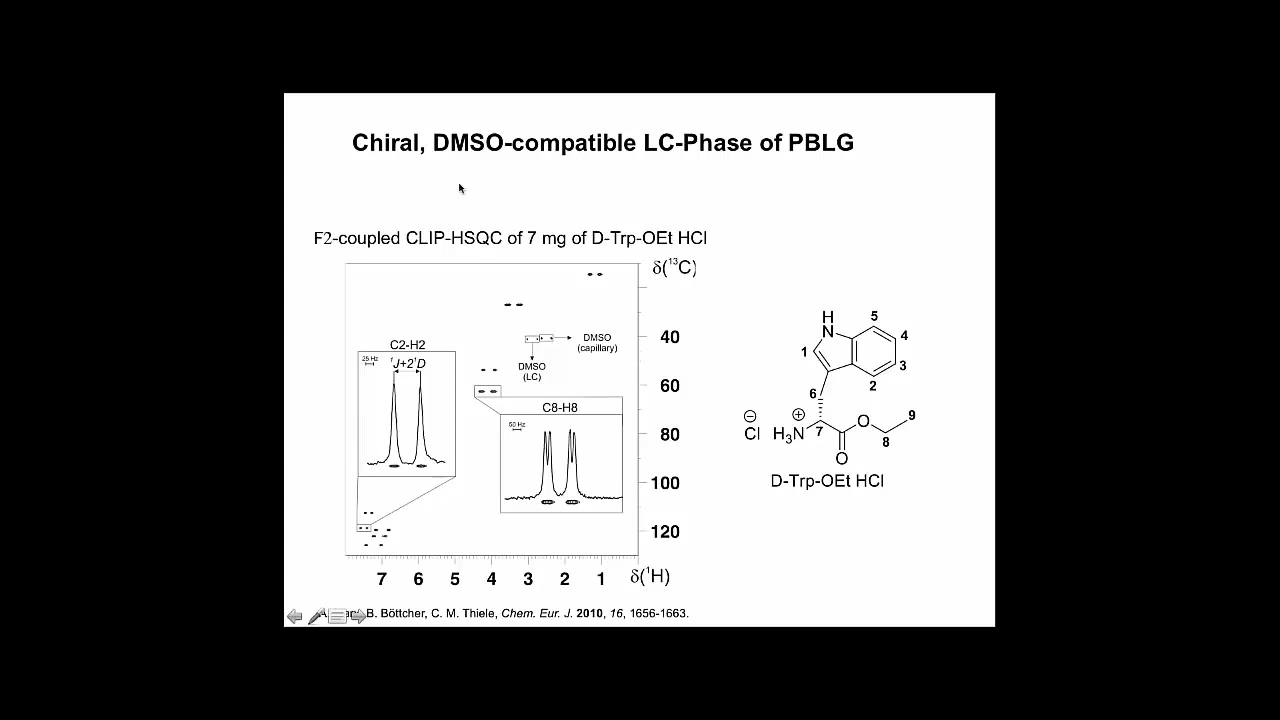 Chiral, DMSO-compatible LC-Phase of PBLG
F2-coupled CLIP-HSQC of 7 mg of D-Trp-OEt HCl
δ(¹³C)
40
60
80
100
120
DMSO
(capillary)
DMSO
(LC)
C2-H2
25 Hz
¹J+2¹D
C8-H8
50 Hz
7 6 5 4 3 2 1 δ(¹H)
H
N
5
4
1
3
2
6
9
⊖
Cl
⊕
H₃N
7
O
8
O
D-Trp-OEt HCl
B. Böttcher, C. M. Thiele, Chem. Eur. J. 2010, 16, 1656-1663.